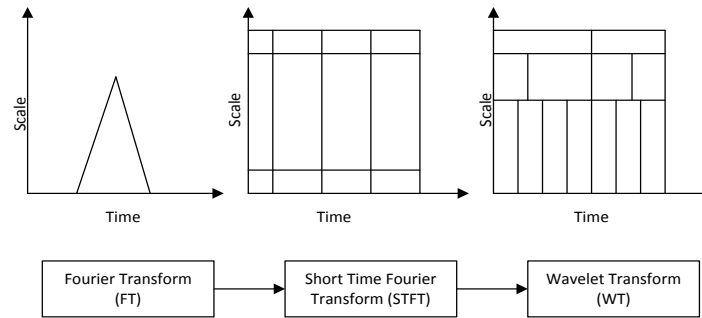 Scale
Time
Scale
Time
Scale
Time
Fourier Transform
(FT)
Short Time Fourier
Transform (STFT)
Wavelet Transform
(WT)